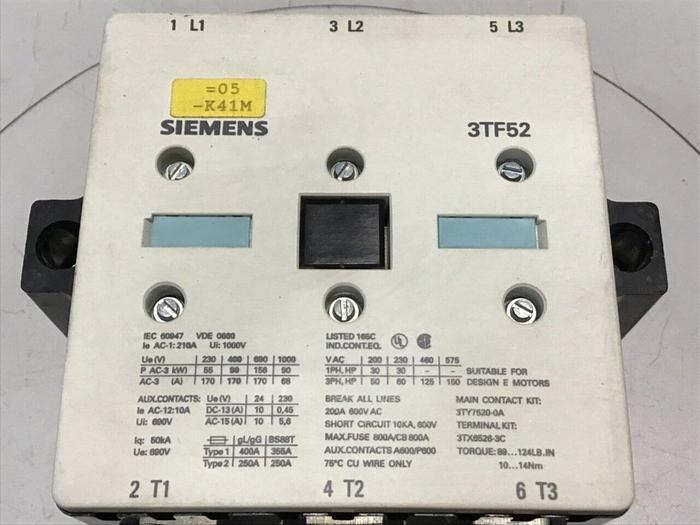 1 L1 3 L2 5 L3
=05
-K41M
SIEMENS 3TF52
IEC 60947 VDE 0660
Ie AC-1:210A Ui: 1000V
Ue (V) 230 400 690 1000
P AC-3 kW) 55 90 156 90
AC-3 (A) 170 170 170 68
AUX.CONTACTS:
Ie AC-12:10A
Ui: 690V
Ue (V) 24 230
DC-13 (A) 10 0,45
AC-15 (A) 10 5,6
Iq: 50kA
Ue: 690V
gL/gG BS88T
Type 1 400A 355A
Type 2 250A 250A
LISTED 165C
IND.CONT.EQ. UL
V AC 200 230 460 575
1PH, HP 30 30 – –
3PH, HP 50 60 125 150
SUITABLE FOR
DESIGN E MOTORS
BREAK ALL LINES
200A 600V AC
SHORT CIRCUIT 10KA, 600V
MAX.FUSE 800A/CB 800A
AUX.CONTACTS A600/P600
75°C CU WIRE ONLY
MAIN CONTACT KIT:
3TY7520-0A
TERMINAL KIT:
3TX6526-3C
TORQUE: 89...124LB.IN
10...14Nm
2 T1 4 T2 6 T3